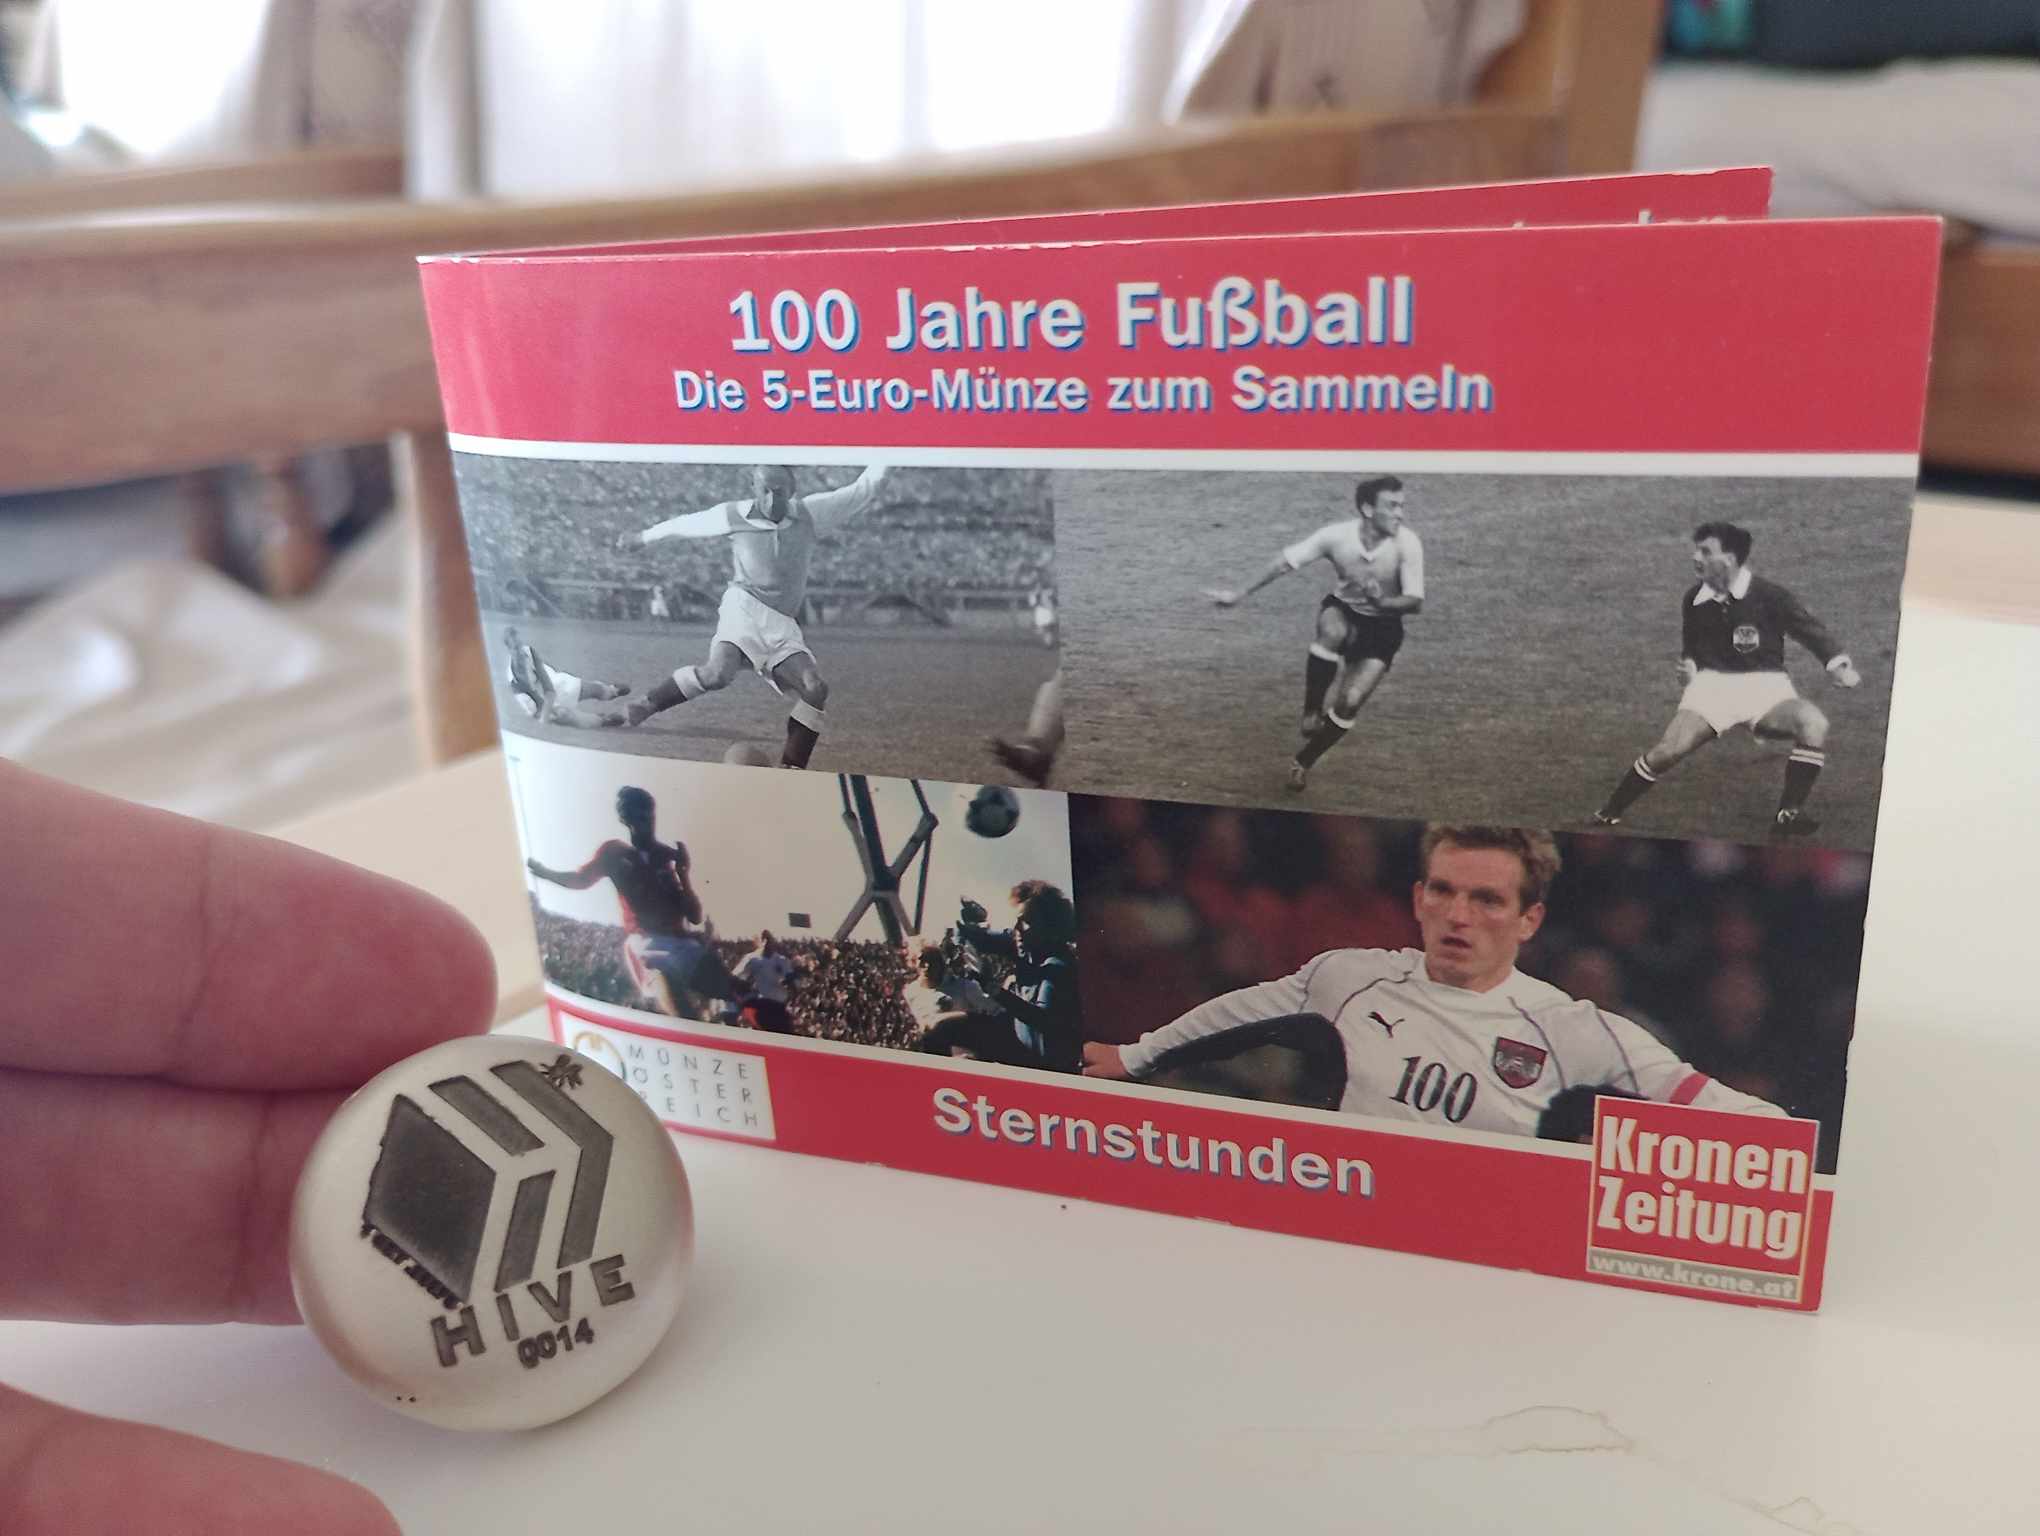 100 Jahre Fußball
Die 5-Euro-Münze zum Sammeln
100
MÜNZE
ÖSTER
REICH
Sternstunden
Kronen
Zeitung
www.krone.at
HIVE
0014